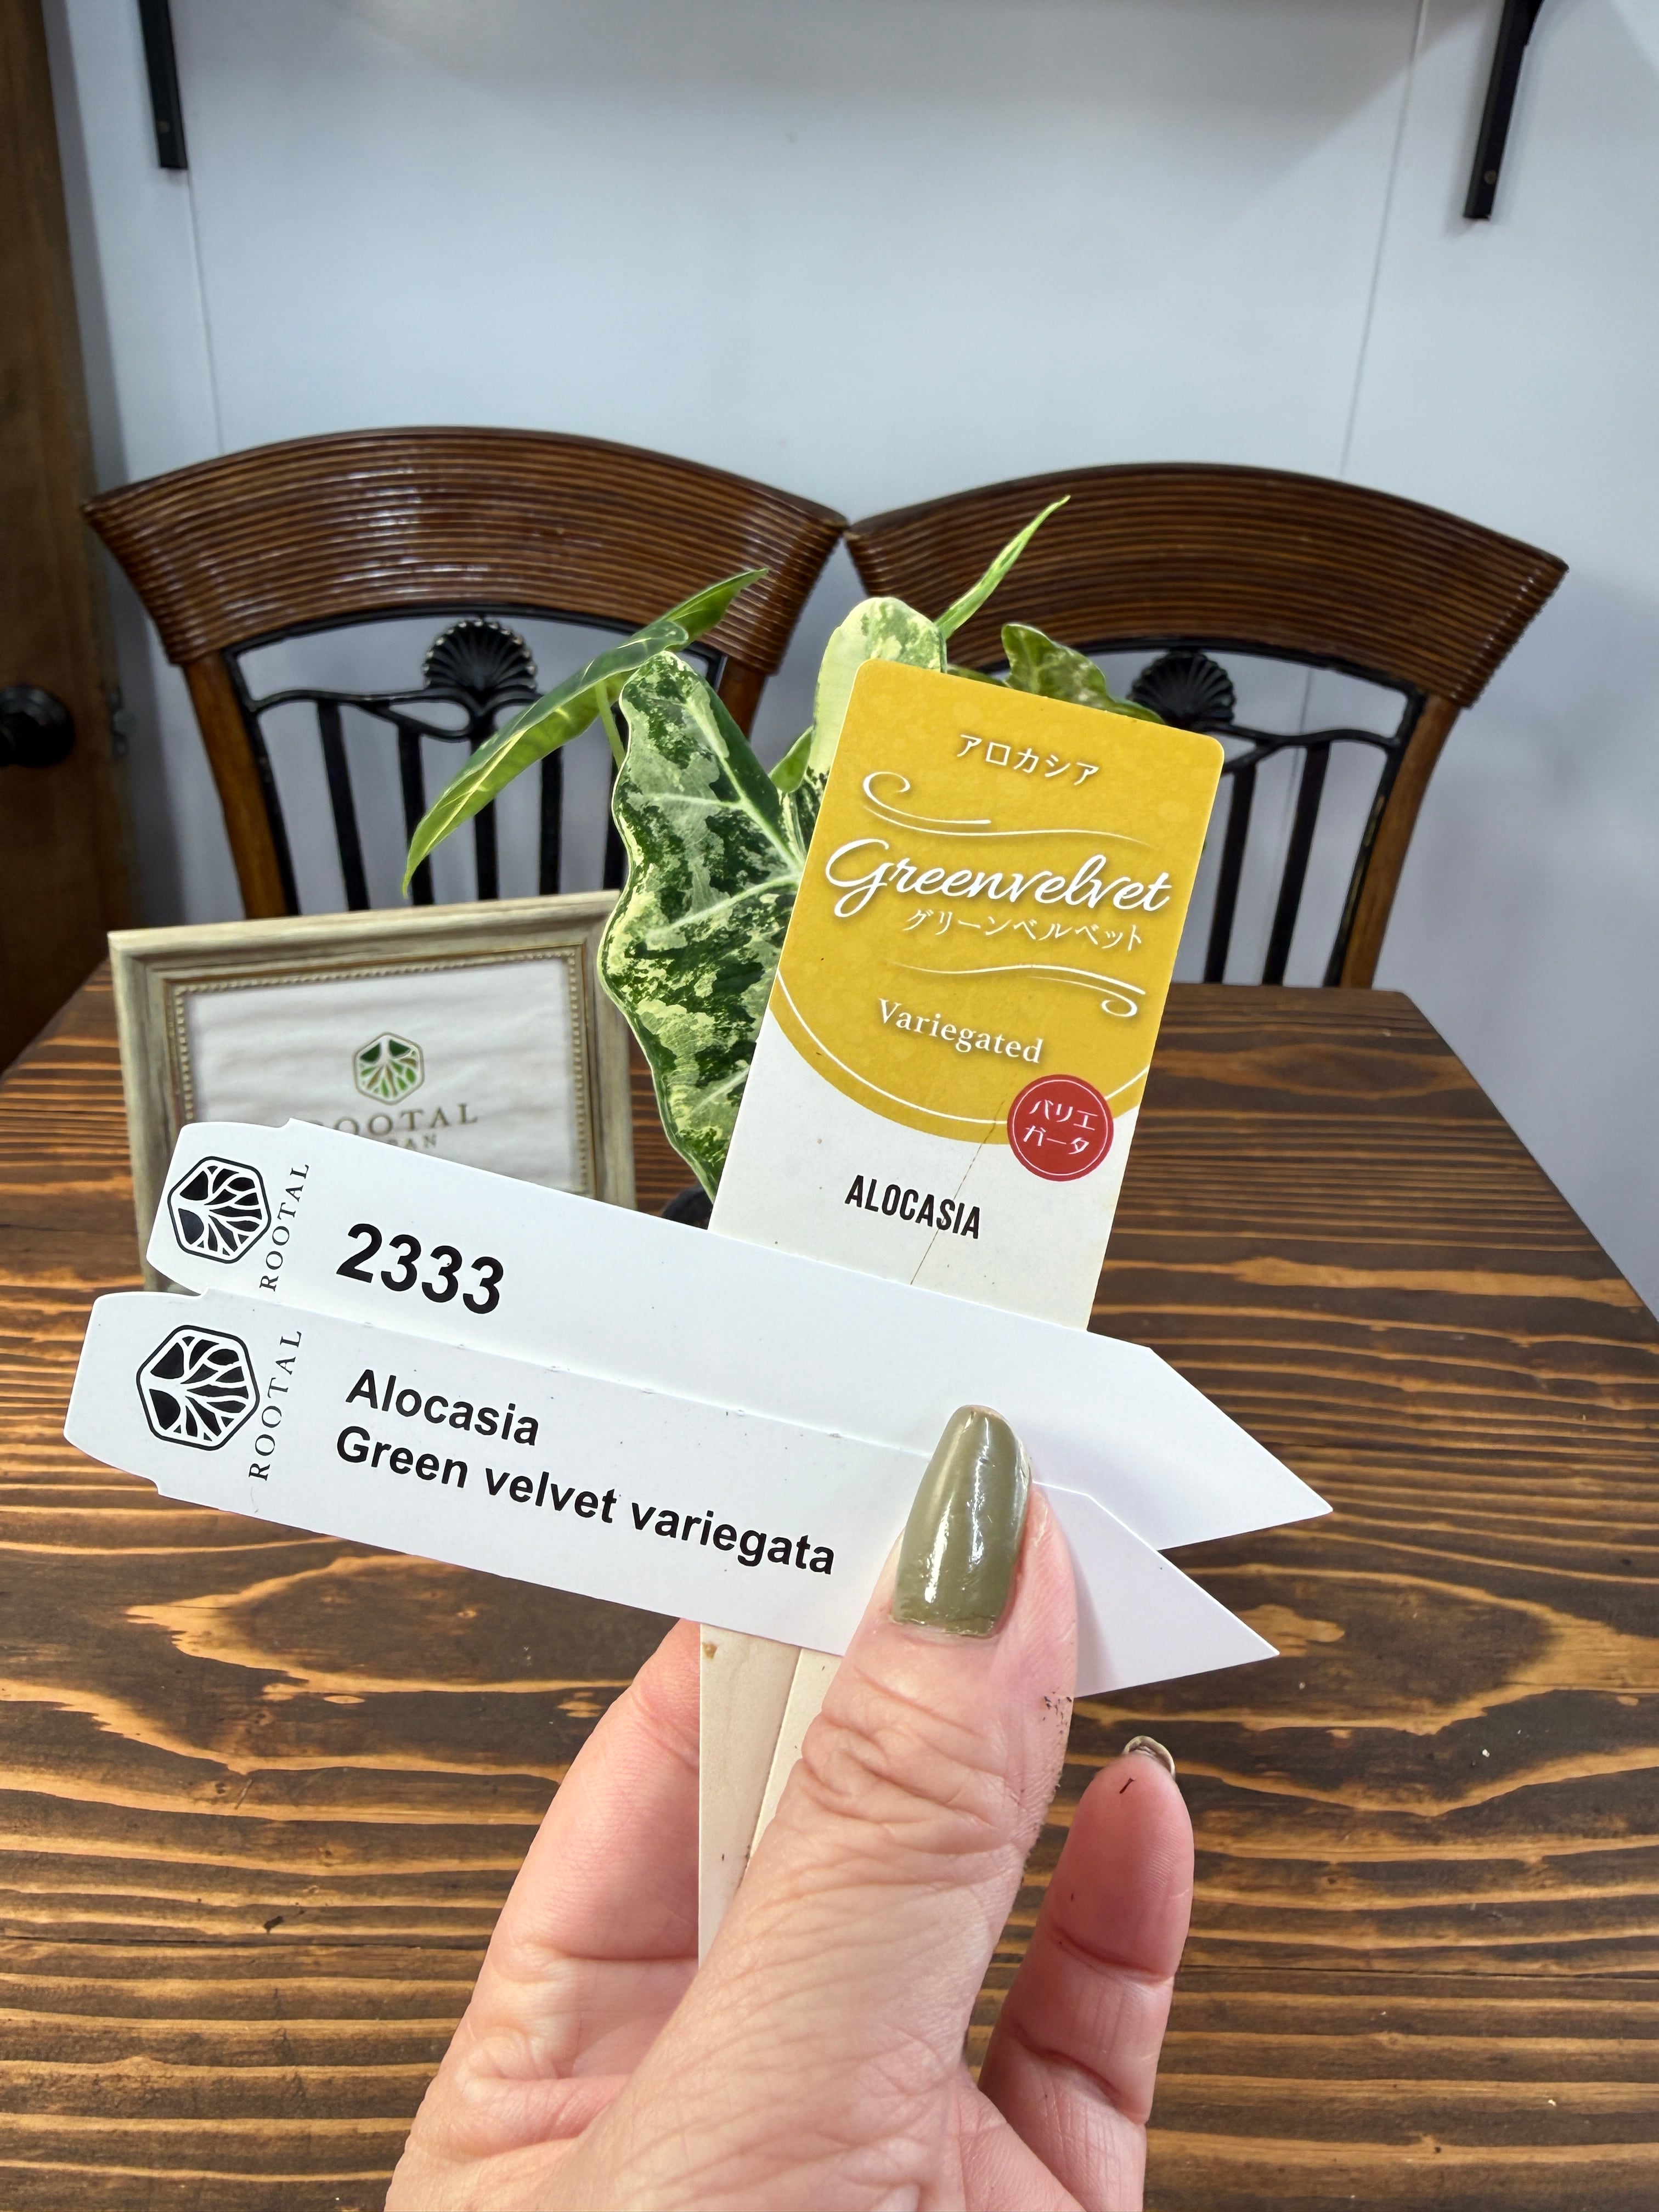 アロカシア
Greenvelvet
グリーンベルベット
Variegated
バリエ
ガータ
ALOCASIA
ROOTAL
ROOTAL
2333
ROOTAL
Alocasia
Green velvet variegata